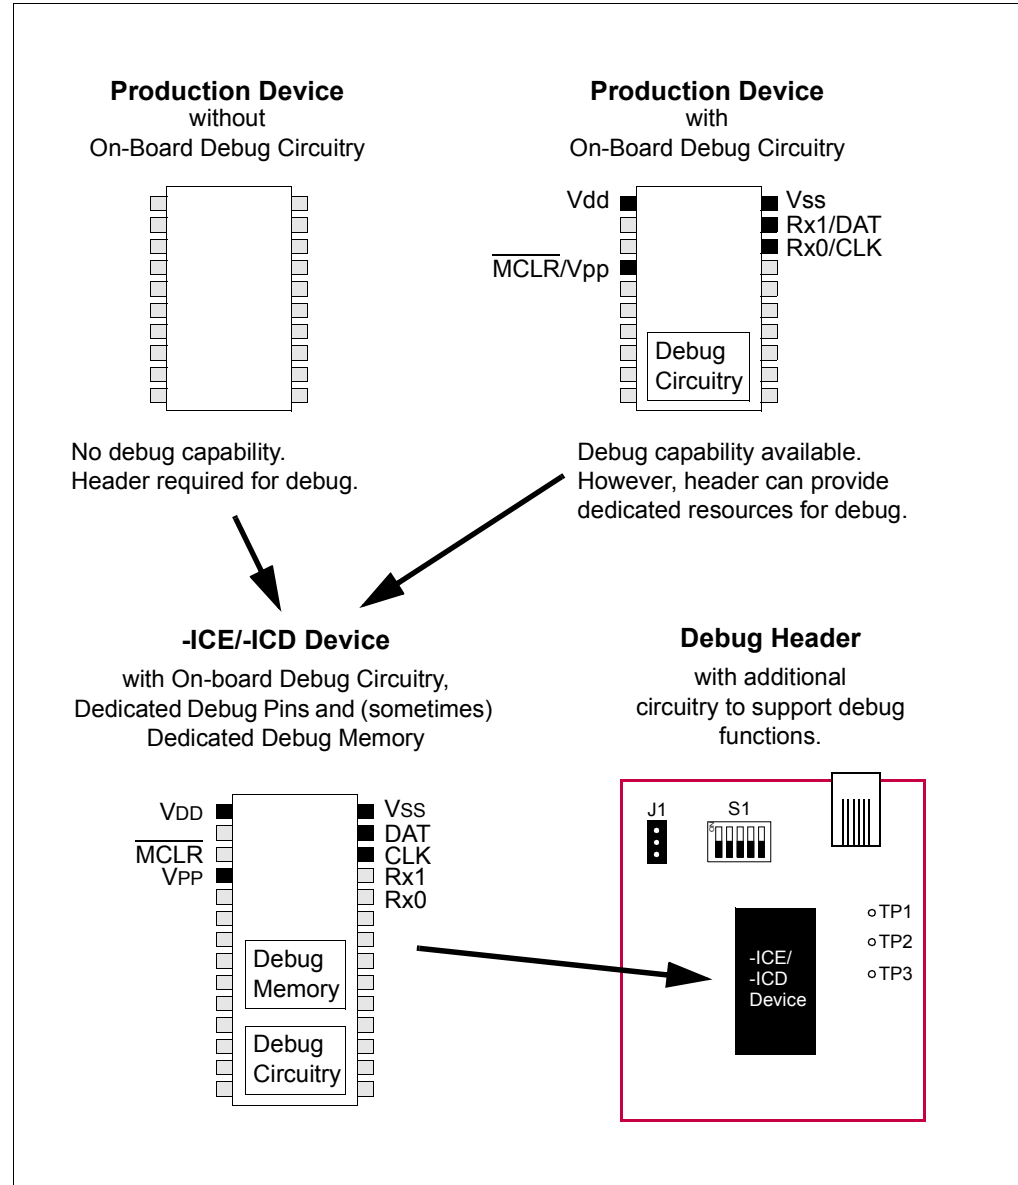 Production Device
without
On-Board Debug Circuitry
Production Device
with
On-Board Debug Circuitry
Vdd
MCLR/Vpp
Vss
Rx1/DAT
Rx0/CLK
Debug
Circuitry
No debug capability.
Header required for debug.
Debug capability available.
However, header can provide
dedicated resources for debug.
-ICE/-ICD Device
with On-board Debug Circuitry,
Dedicated Debug Pins and (sometimes)
Dedicated Debug Memory
VDD
MCLR
VPP
VSS
DAT
CLK
Rx1
Rx0
Debug
Memory
Debug
Circuitry
Debug Header
with additional
circuitry to support debug
functions.
J1
S1
TP1
TP2
TP3
-ICE/
-ICD
Device